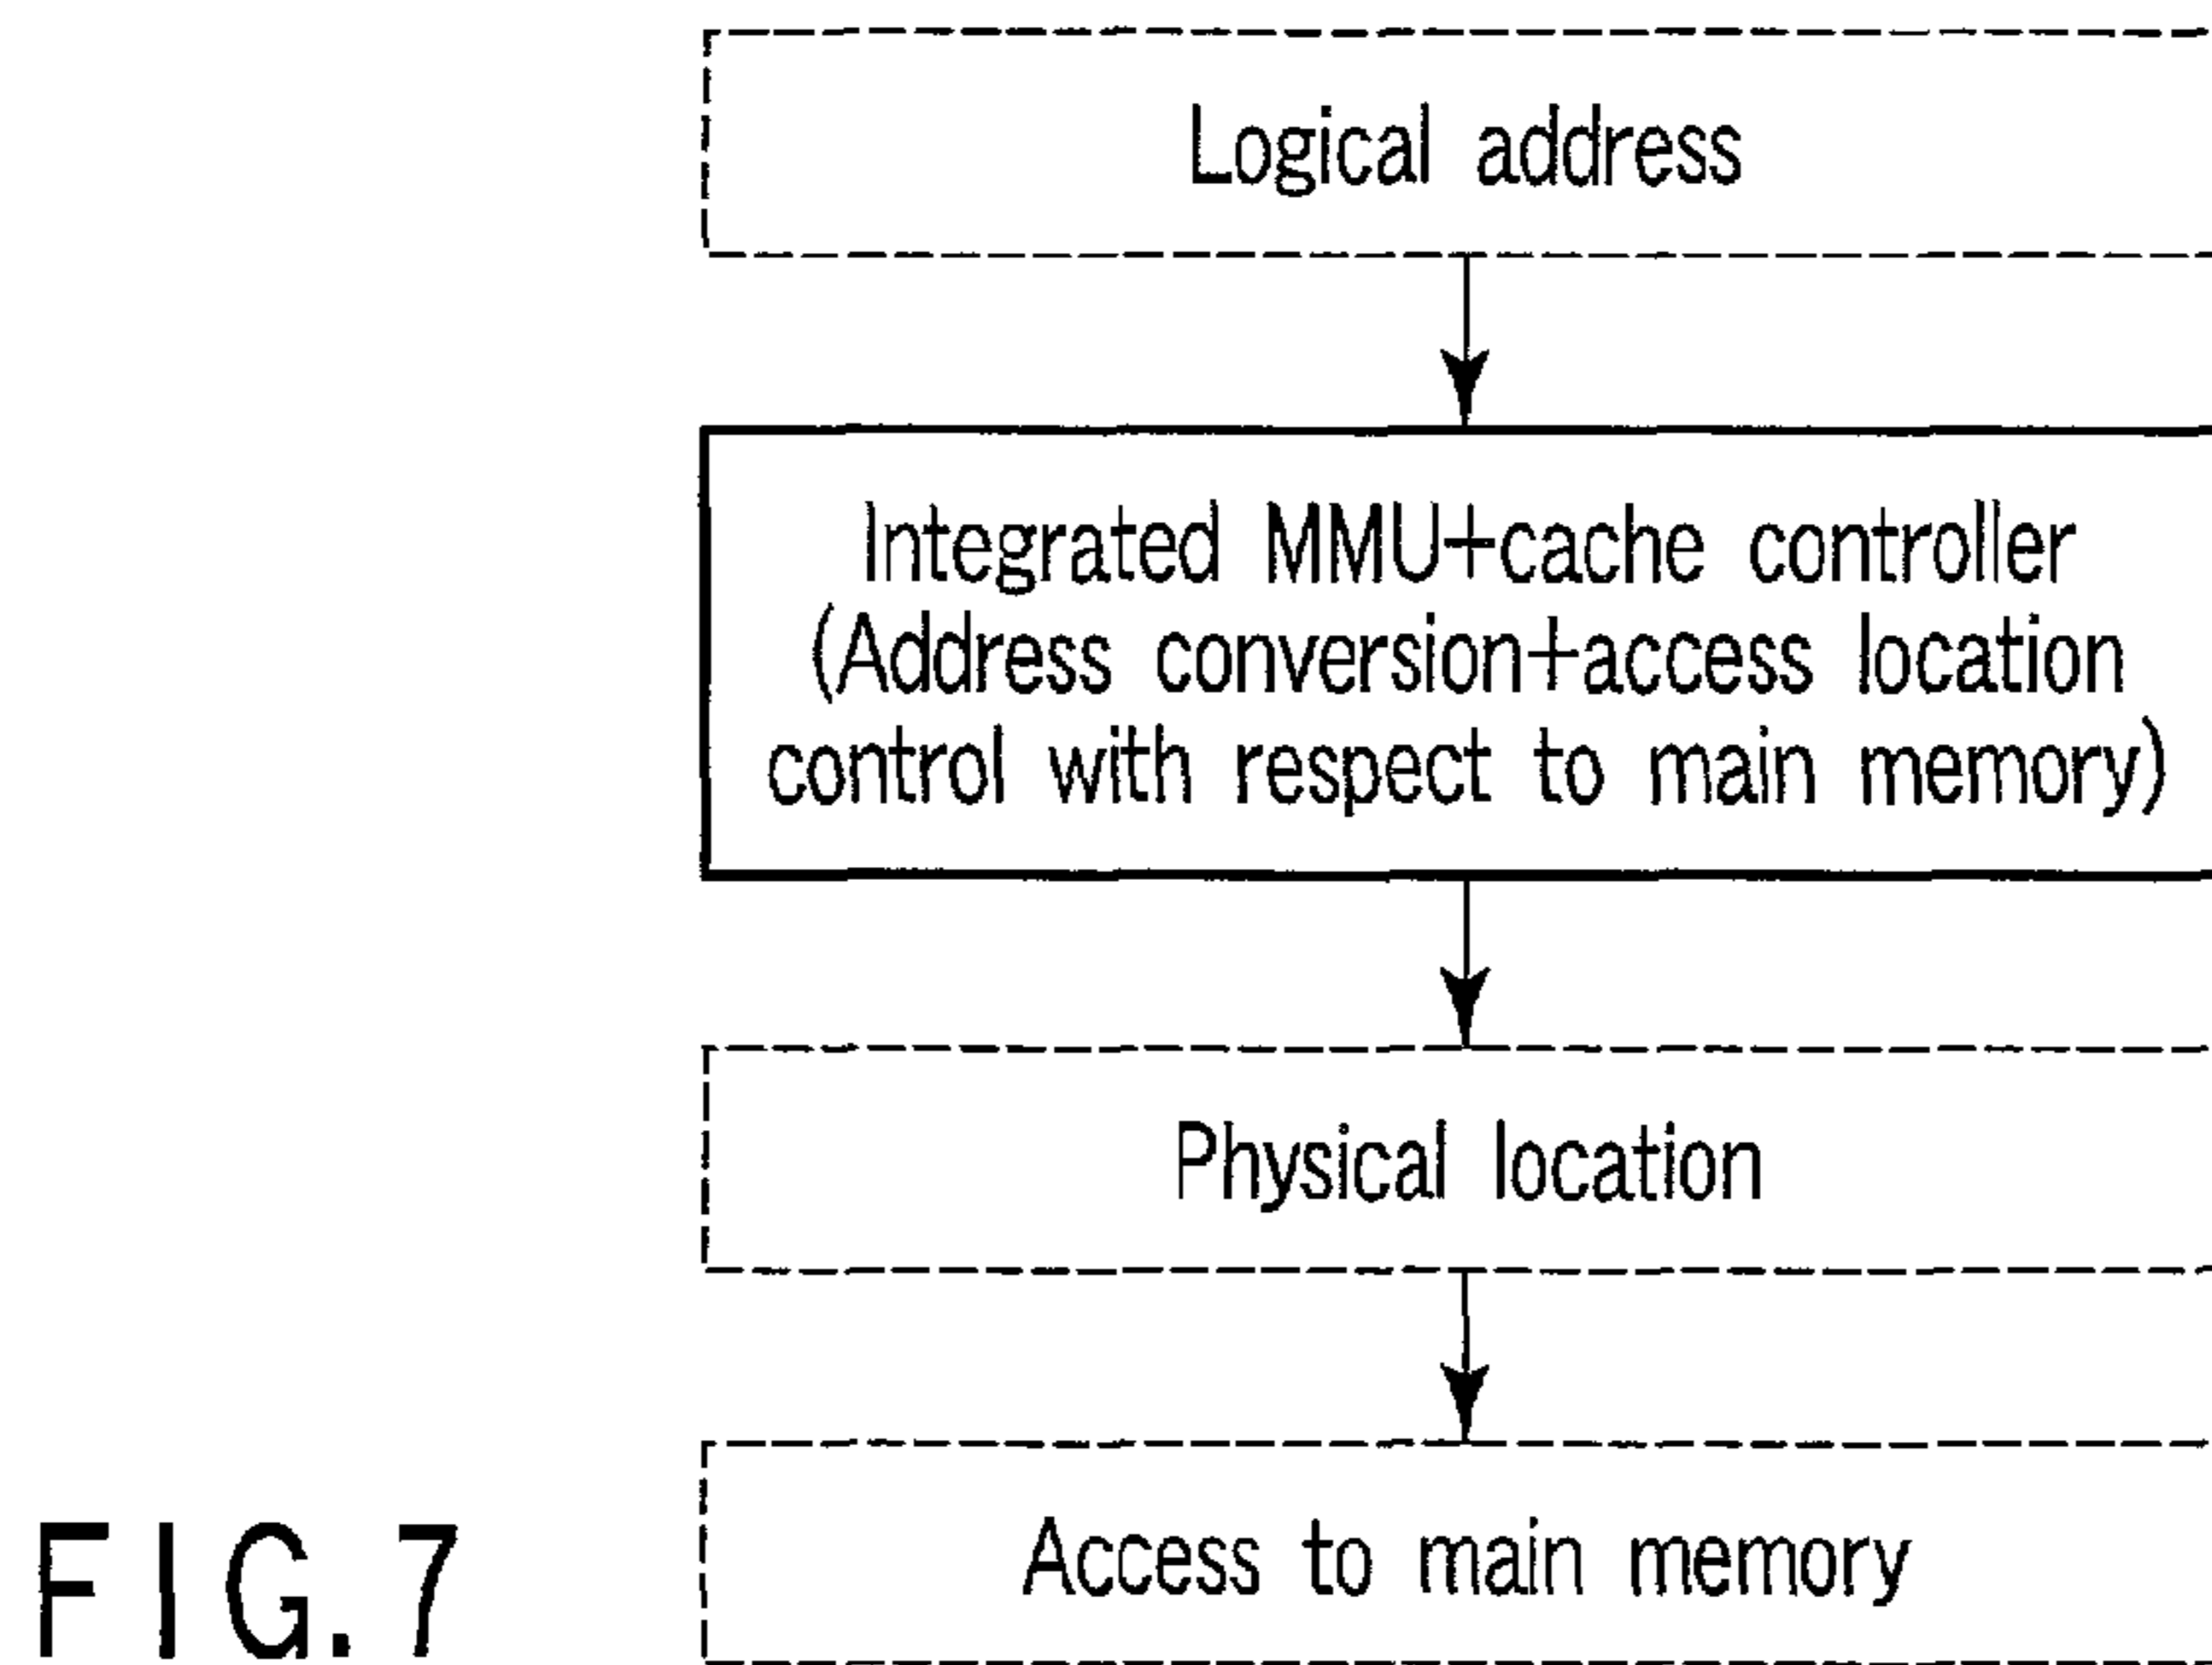 Logical address
Integrated MMU+cache controller
(Address conversion+access location
control with respect to main memory)
Physical location
Access to main memory
FIG.7